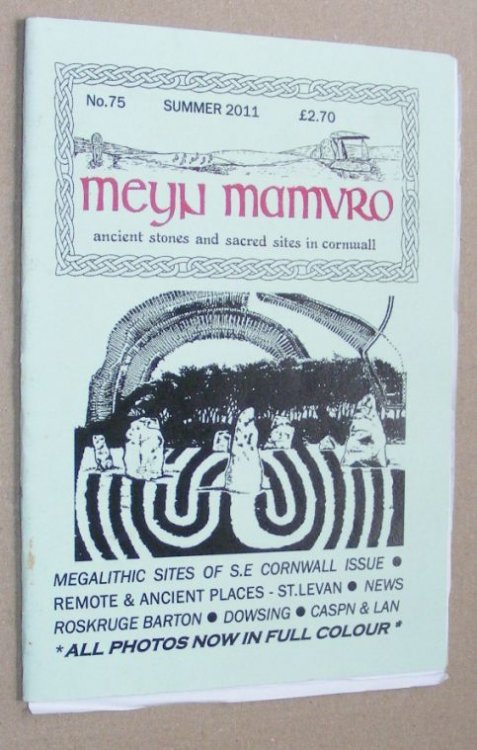 No.75 SUMMER 2011 £2.70
meyn mamvro
ancient stones and sacred sites in cornwall
MEGALITHIC SITES OF S.E CORNWALL ISSUE ●
REMOTE & ANCIENT PLACES - ST.LEVAN ● NEWS
ROSKRUGE BARTON ● DOWSING ● CASPN & LAN
*ALL PHOTOS NOW IN FULL COLOUR*